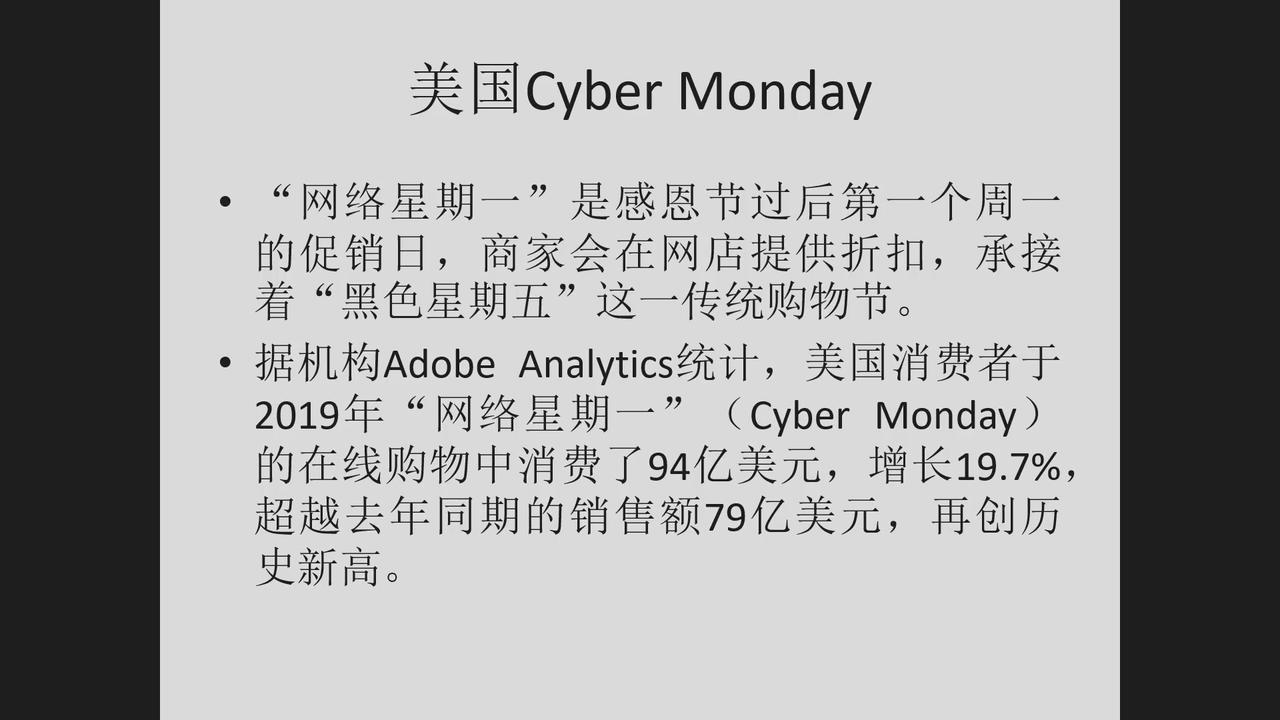 美国Cyber Monday
• “网络星期一”是感恩节过后第一个周一
的促销日，商家会在网店提供折扣，承接
着“黑色星期五”这一传统购物节。
• 据机构Adobe Analytics统计，美国消费者于
2019年“网络星期一”（Cyber Monday）
的在线购物中消费了94亿美元，增长19.7%，
超越去年同期的销售额79亿美元，再创历
史新高。